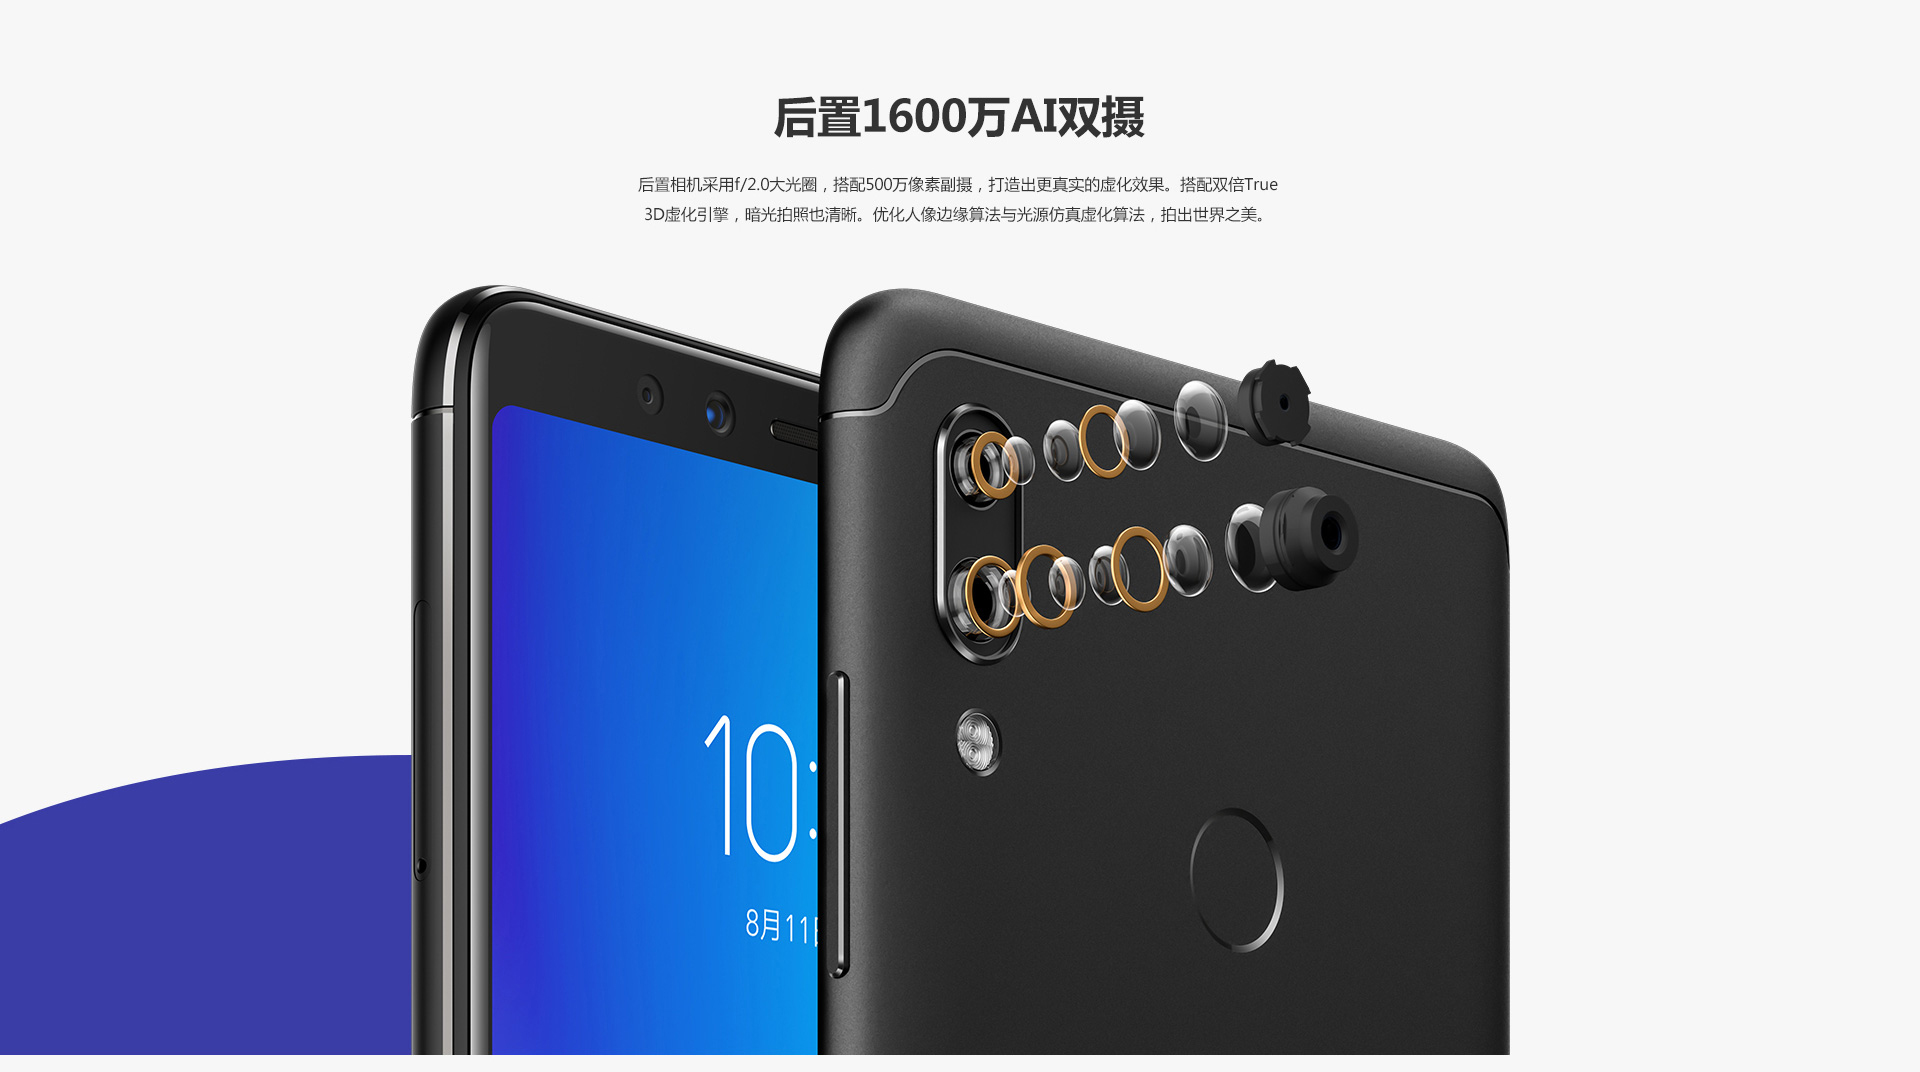 后置1600万AI双摄
后置相机采用f/2.0大光圈，搭配500万像素副摄，打造出更真实的虚化效果。搭配双倍True
3D虚化引擎，暗光拍照也清晰。优化人像边缘算法与光源仿真虚化算法，拍出世界之美。
10:
8月11